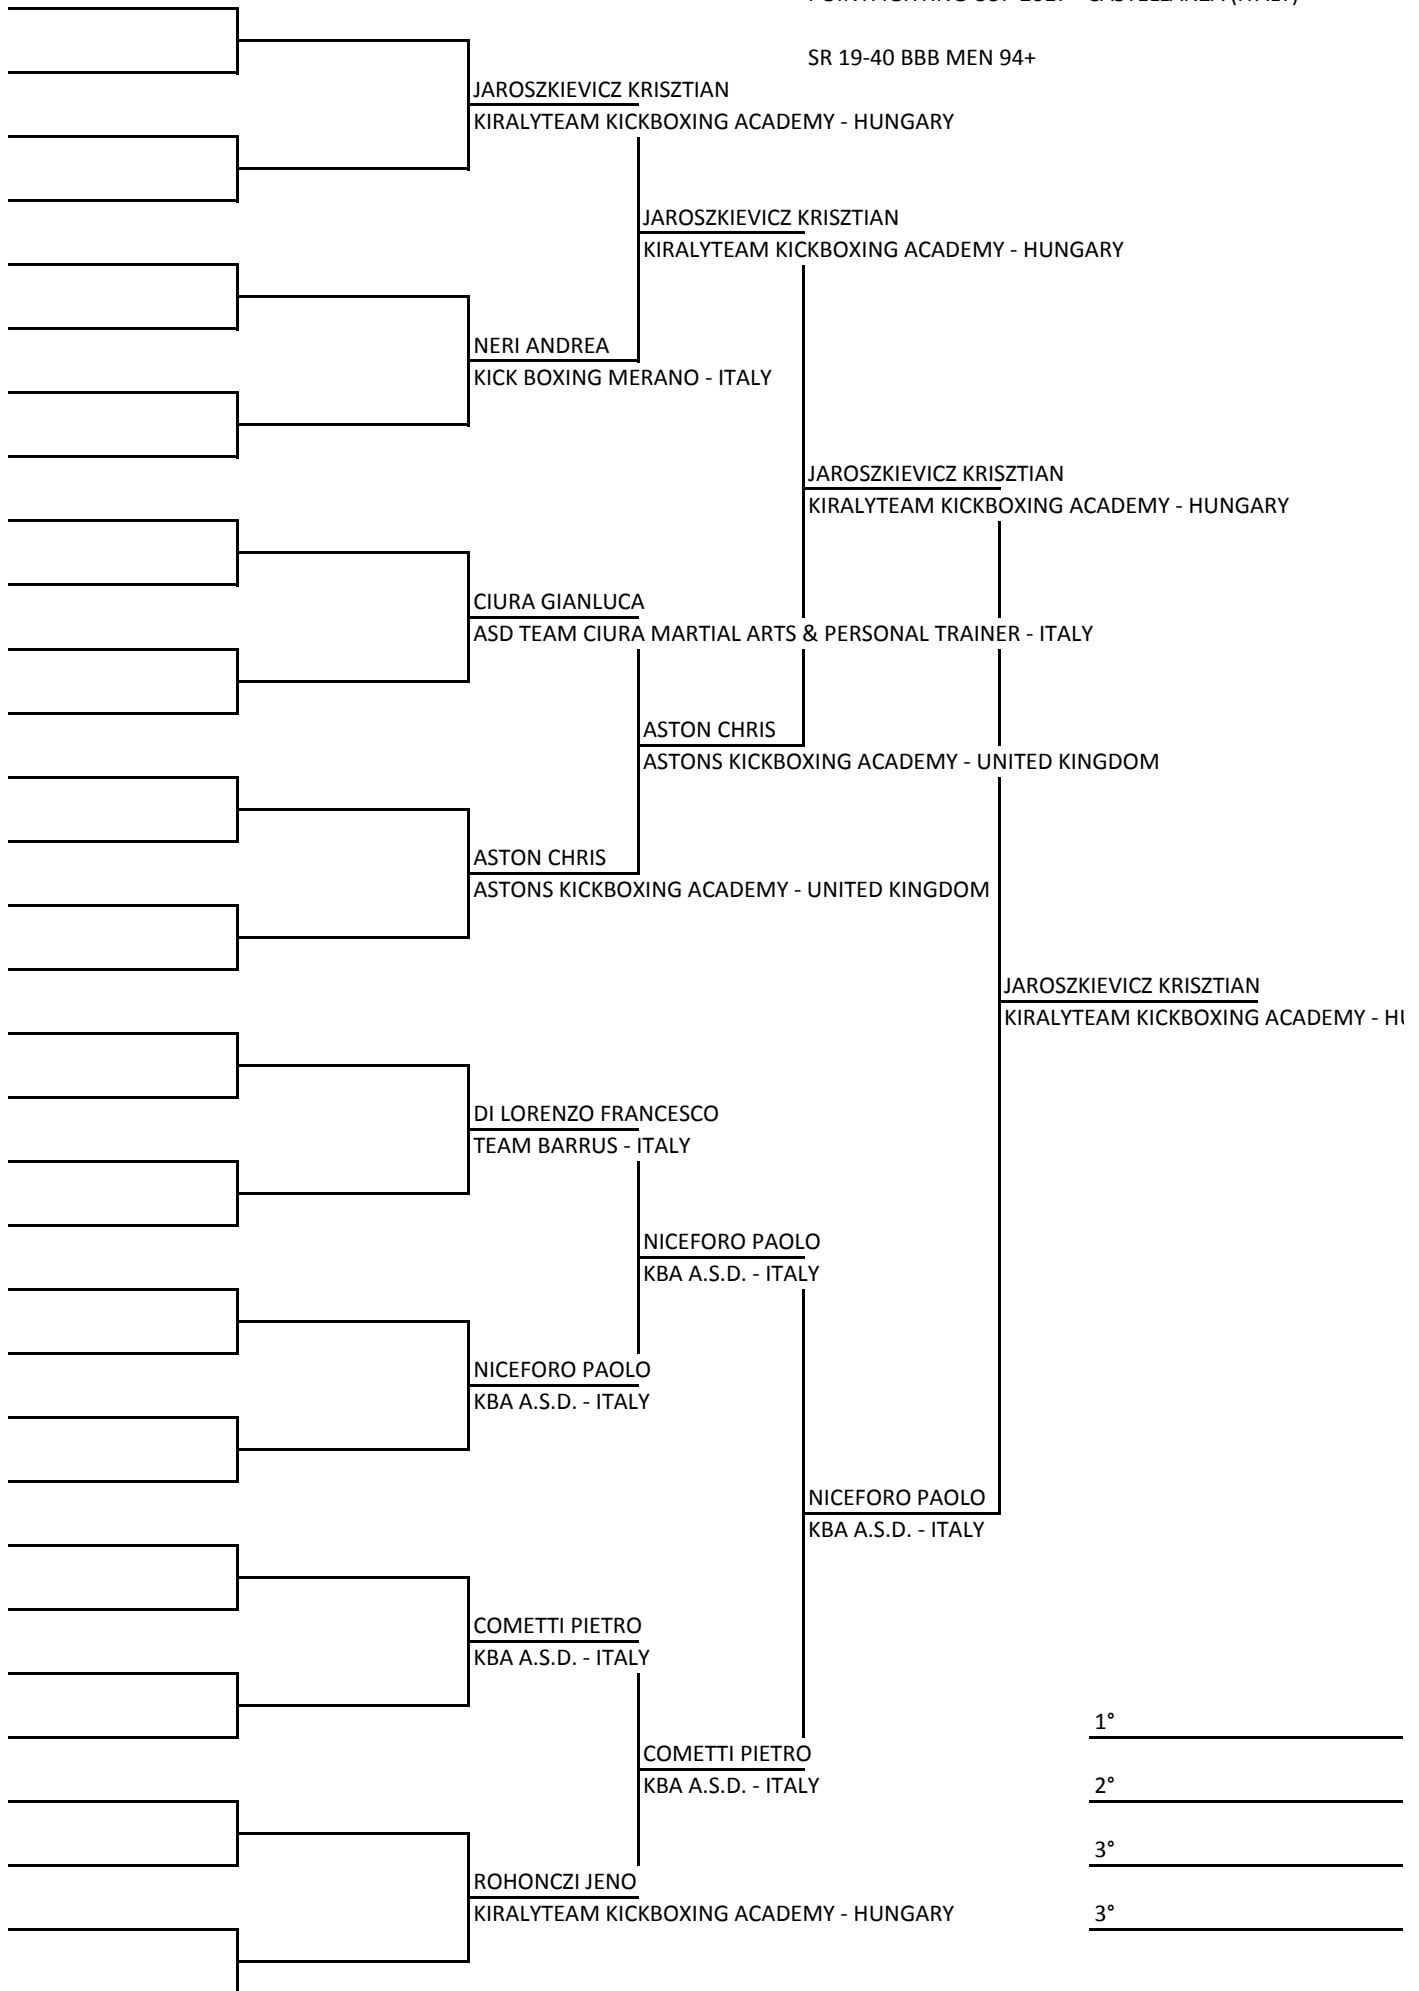 SR 19-40 BBB MEN 94+
JAROSZKIEVICZ KRISZTIAN
KIRALYTEAM KICKBOXING ACADEMY - HUNGARY
JAROSZKIEVICZ KRISZTIAN
KIRALYTEAM KICKBOXING ACADEMY - HUNGARY
NERI ANDREA
KICK BOXING MERANO - ITALY
JAROSZKIEVICZ KRISZTIAN
KIRALYTEAM KICKBOXING ACADEMY - HUNGARY
CIURA GIANLUCA
ASD TEAM CIURA MARTIAL ARTS & PERSONAL TRAINER - ITALY
ASTON CHRIS
ASTONS KICKBOXING ACADEMY - UNITED KINGDOM
ASTON CHRIS
ASTONS KICKBOXING ACADEMY - UNITED KINGDOM
JAROSZKIEVICZ KRISZTIAN
KIRALYTEAM KICKBOXING ACADEMY -
DI LORENZO FRANCESCO
TEAM BARRUS - ITALY
NICEFORO PAOLO
KBA A.S.D. - ITALY
NICEFORO PAOLO
KBA A.S.D. - ITALY
NICEFORO PAOLO
KBA A.S.D. - ITALY
COMETTI PIETRO
KBA A.S.D. - ITALY
1°
COMETTI PIETRO
KBA A.S.D. - ITALY
2°
3°
ROHONCZI JENO
KIRALYTEAM KICKBOXING ACADEMY - HUNGARY
3°